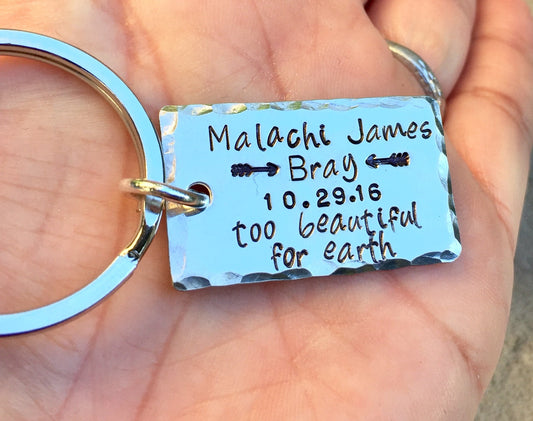 Malachi James
Bray
10.29.16
too beautiful
for earth